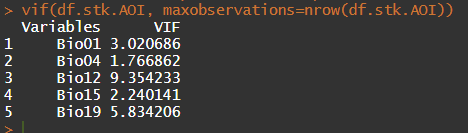 > vif(df.stk.AOI, maxobservations=nrow(df.stk.AOI))
  Variables      VIF
1     Bio01 3.020686
2     Bio04 1.766862
3     Bio12 9.354233
4     Bio15 2.240141
5     Bio19 5.834206
>